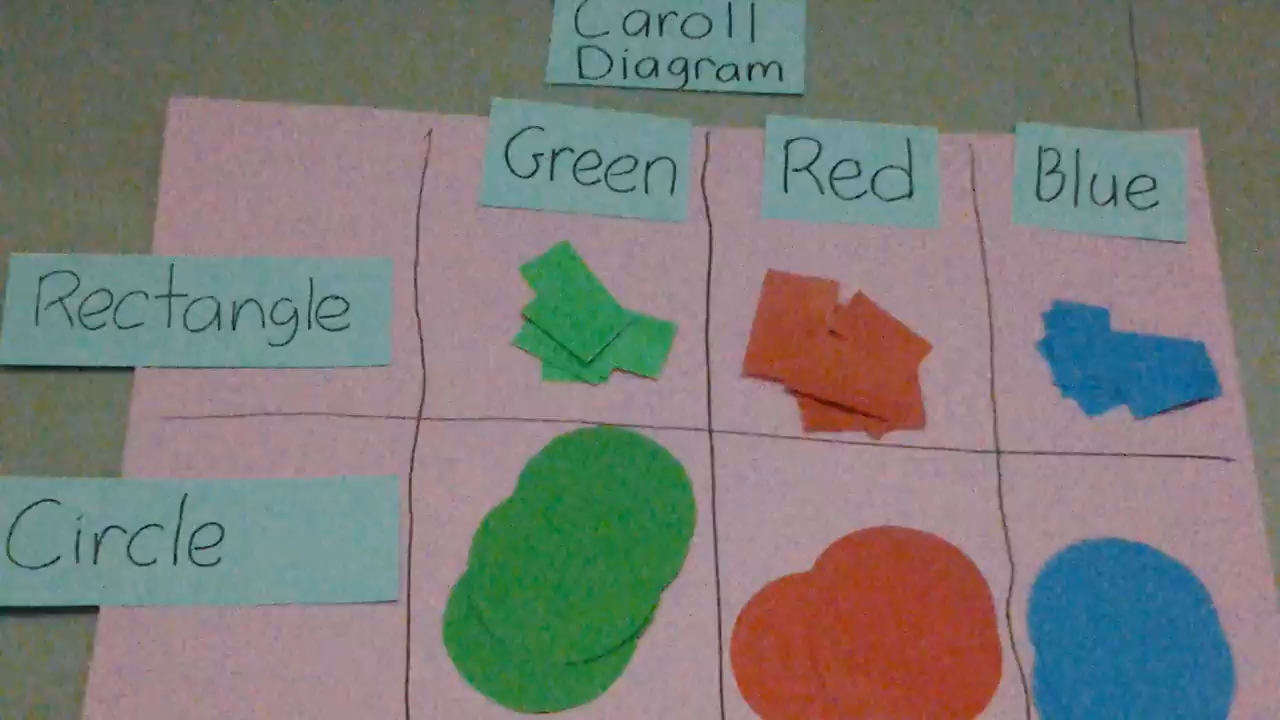 Caroll
Diagram
Green Red Blue
Rectangle
Circle